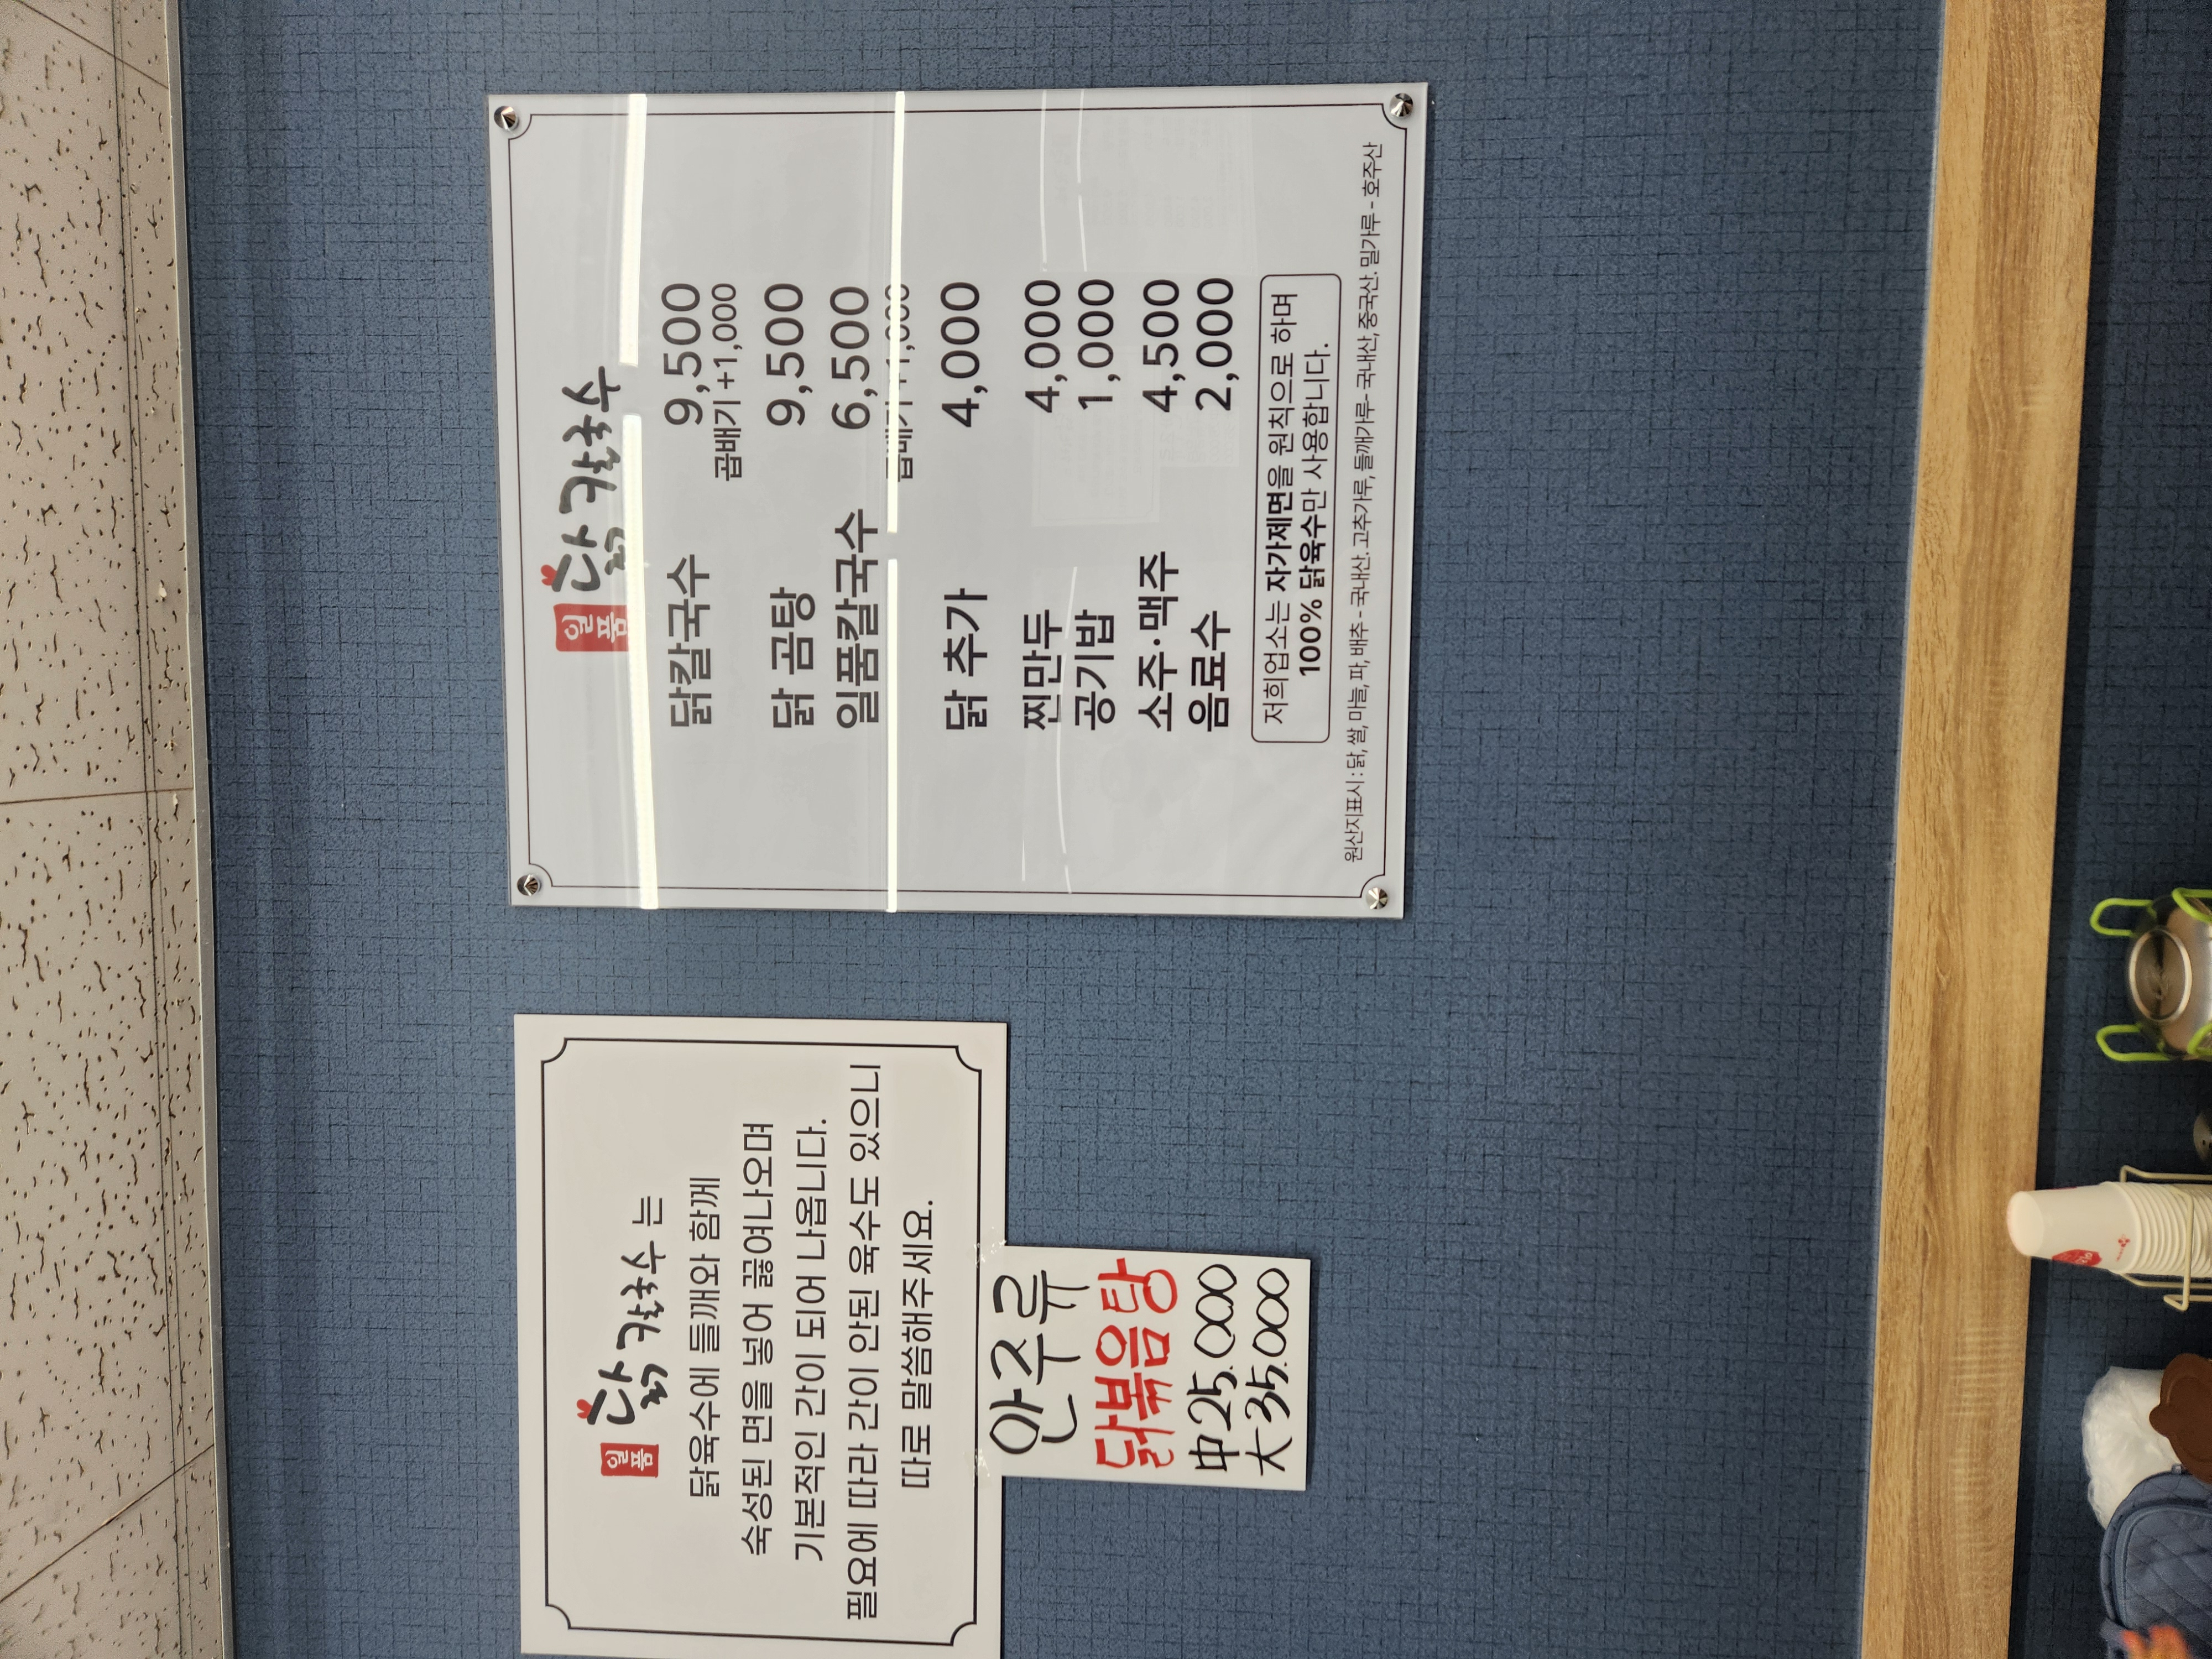 일품 닭칼국수 는
닭육수에 들깨와 함께
숙성된 면을 넣어 끓여나오며
기본적인 간이 되어 나옵니다.
필요에 따라 간이 안된 육수도 있으니
따로 말씀해주세요.
안주류
닭볶음탕
中 25.000
大 35.000
일품 닭칼국수
닭칼국수 9,500
곱배기 +1,000
닭 곰탕 9,500
일품칼국수 6,500
곱배기 +1,000
닭 추가 4,000
찐만두 4,000
공기밥 1,000
소주·맥주 4,500
음료수 2,000
저희업소는 자가제면을 원칙으로 하며
100% 닭육수만 사용합니다.
원산지표시 : 닭, 쌀, 마늘, 파, 배추 - 국내산. 고추가루, 들깨가루- 국내산, 중국산. 밀가루 - 호주산